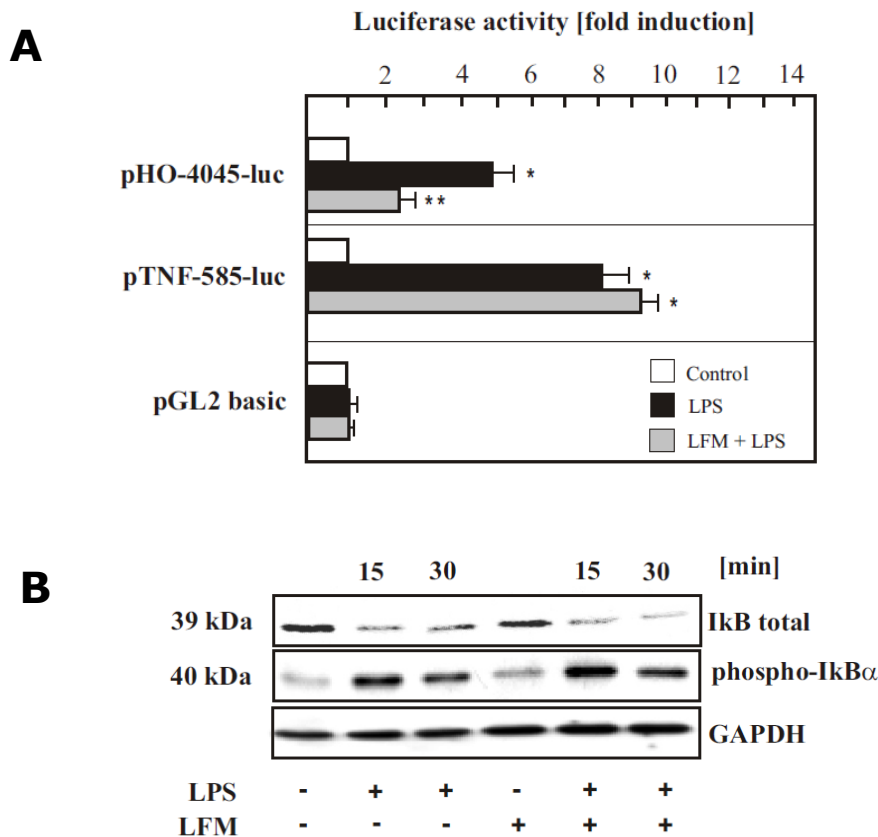 A
Luciferase activity [fold induction]
2 4 6 8 10 12 14
pHO-4045-luc
*
**
pTNF-585-luc
*
*
pGL2 basic
Control
LPS
LFM + LPS
B
15 30 15 30 [min]
39 kDa IkB total
40 kDa phospho-IkBα
GAPDH
LPS - + + - + +
LFM - - - + + +